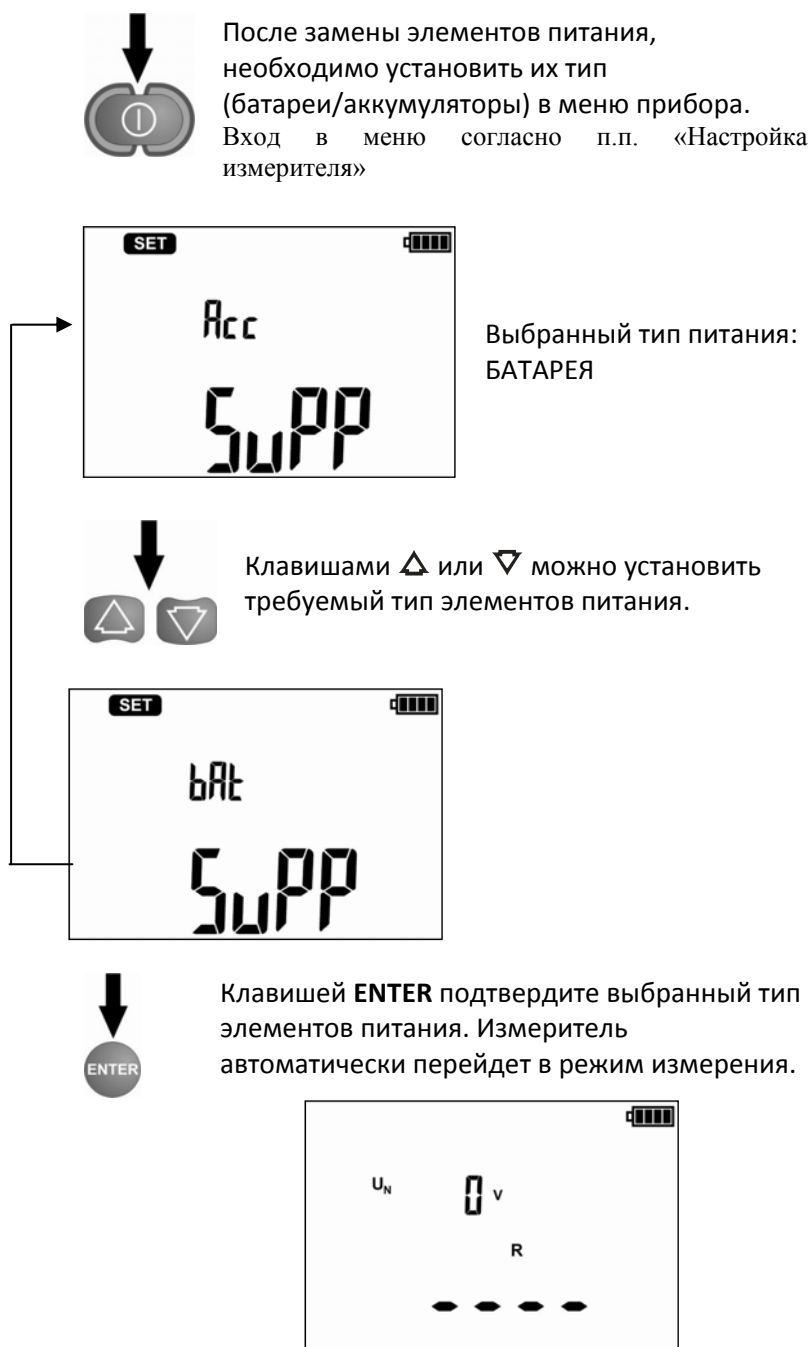 После замены элементов питания,
необходимо установить их тип
(батареи/аккумуляторы) в меню прибора.
Вход в меню согласно п.п. «Настройка
измерителя»
SET
Acc
SuPP
Выбранный тип питания:
БАТАРЕЯ
Клавишами △ или ▽ можно установить
требуемый тип элементов питания.
SET
bAt
SuPP
Клавишей ENTER подтвердите выбранный тип
элементов питания. Измеритель
автоматически перейдет в режим измерения.
ENTER
UN 0 V
R
- - - -